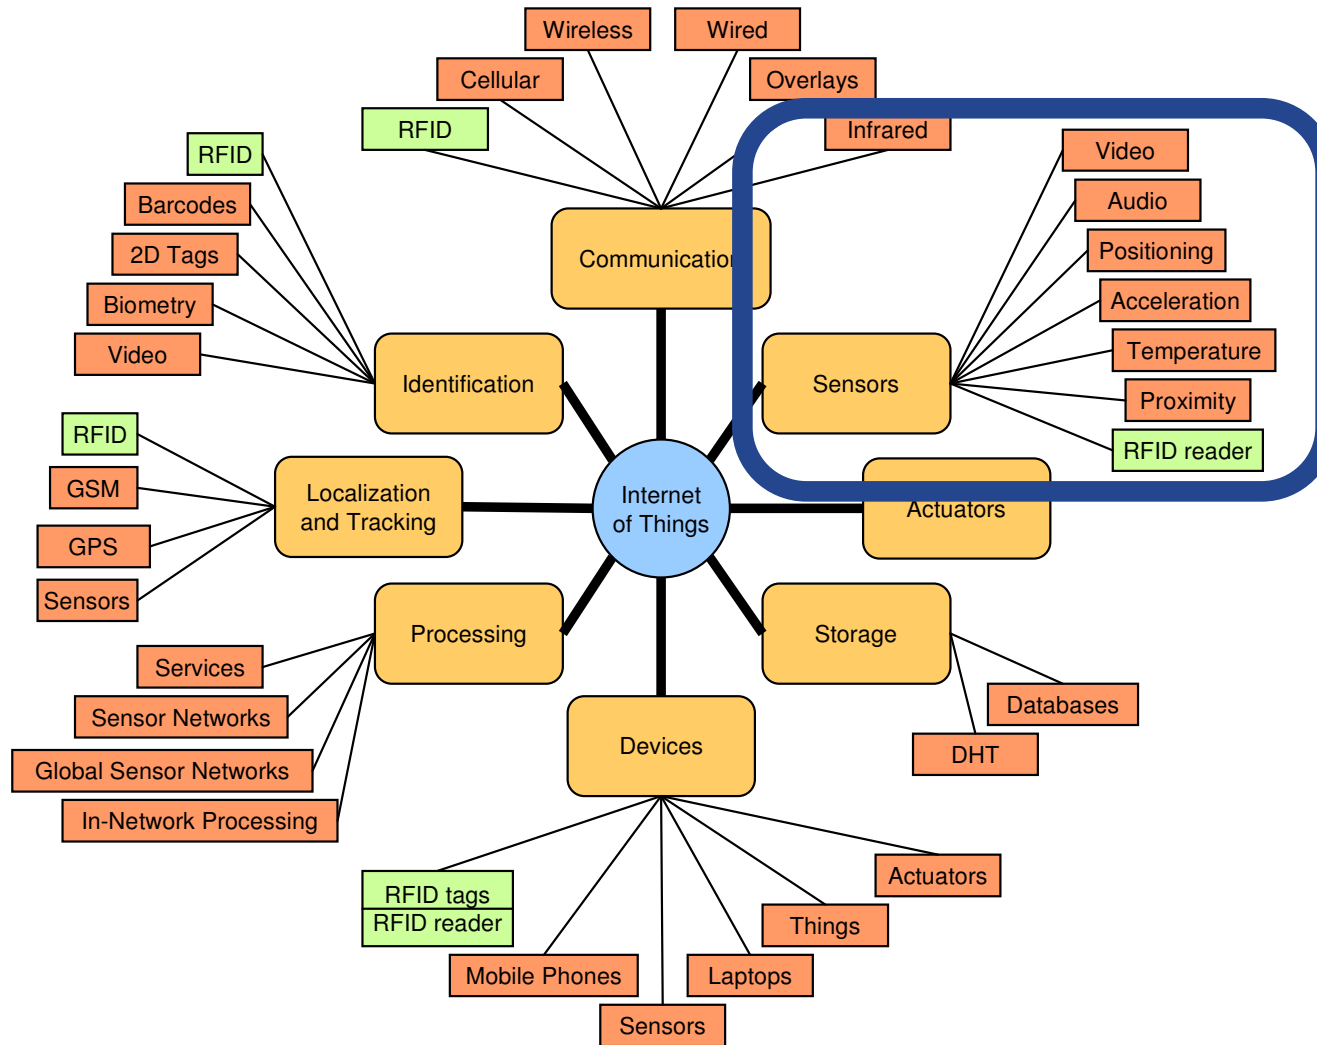 Wireless
Wired
Cellular
Overlays
RFID
Infrared
RFID
Barcodes
2D Tags
Biometry
Video
Communication
Video
Audio
Positioning
Acceleration
Temperature
Proximity
RFID reader
Identification
Sensors
RFID
GSM
GPS
Sensors
Localization
and Tracking
Internet
of Things
Actuators
Processing
Storage
Services
Sensor Networks
Global Sensor Networks
In-Network Processing
Devices
Databases
DHT
RFID tags
RFID reader
Mobile Phones
Sensors
Laptops
Things
Actuators